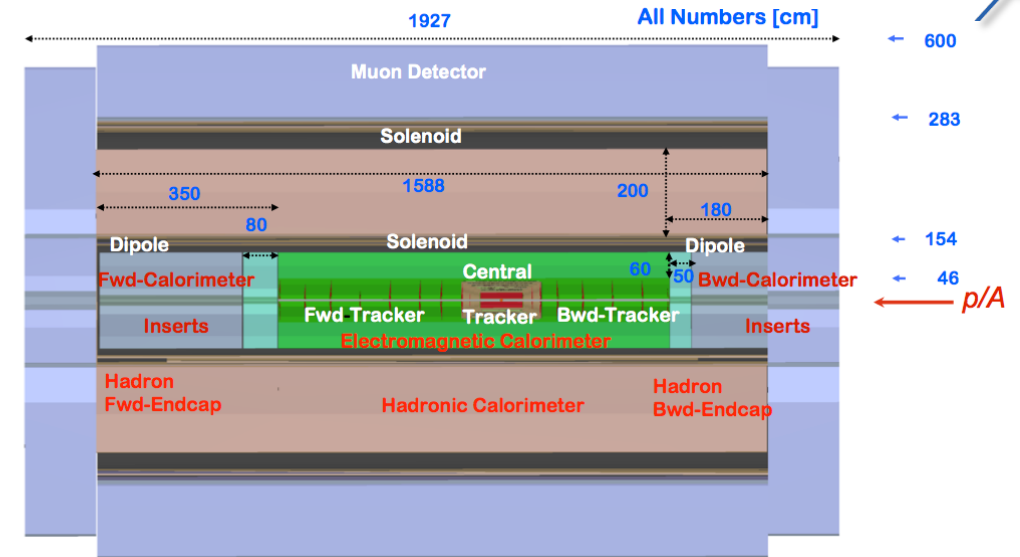 1927
All Numbers [cm]
600
Muon Detector
283
Solenoid
1588
350
200
180
80
Dipole
Solenoid
Dipole
154
Central
60
50
Fwd-Calorimeter
Bwd-Calorimeter
46
p/A
Fwd-Tracker
Tracker
Bwd-Tracker
Inserts
Inserts
Electromagnetic Calorimeter
Hadron
Fwd-Endcap
Hadronic Calorimeter
Hadron
Bwd-Endcap